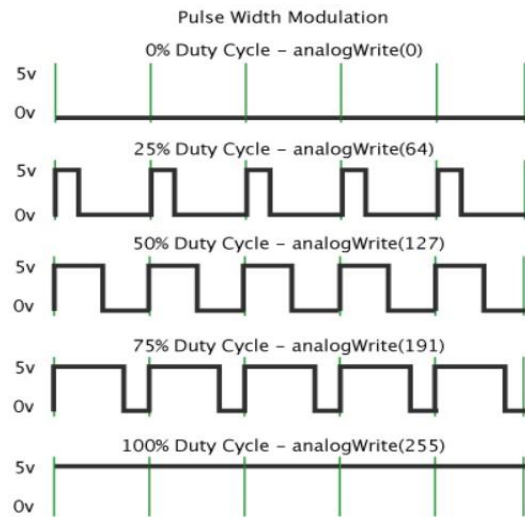 Pulse Width Modulation
0% Duty Cycle – analogWrite(0)
5v
0v
25% Duty Cycle – analogWrite(64)
5v
0v
50% Duty Cycle – analogWrite(127)
5v
0v
75% Duty Cycle – analogWrite(191)
5v
0v
100% Duty Cycle – analogWrite(255)
5v
0v